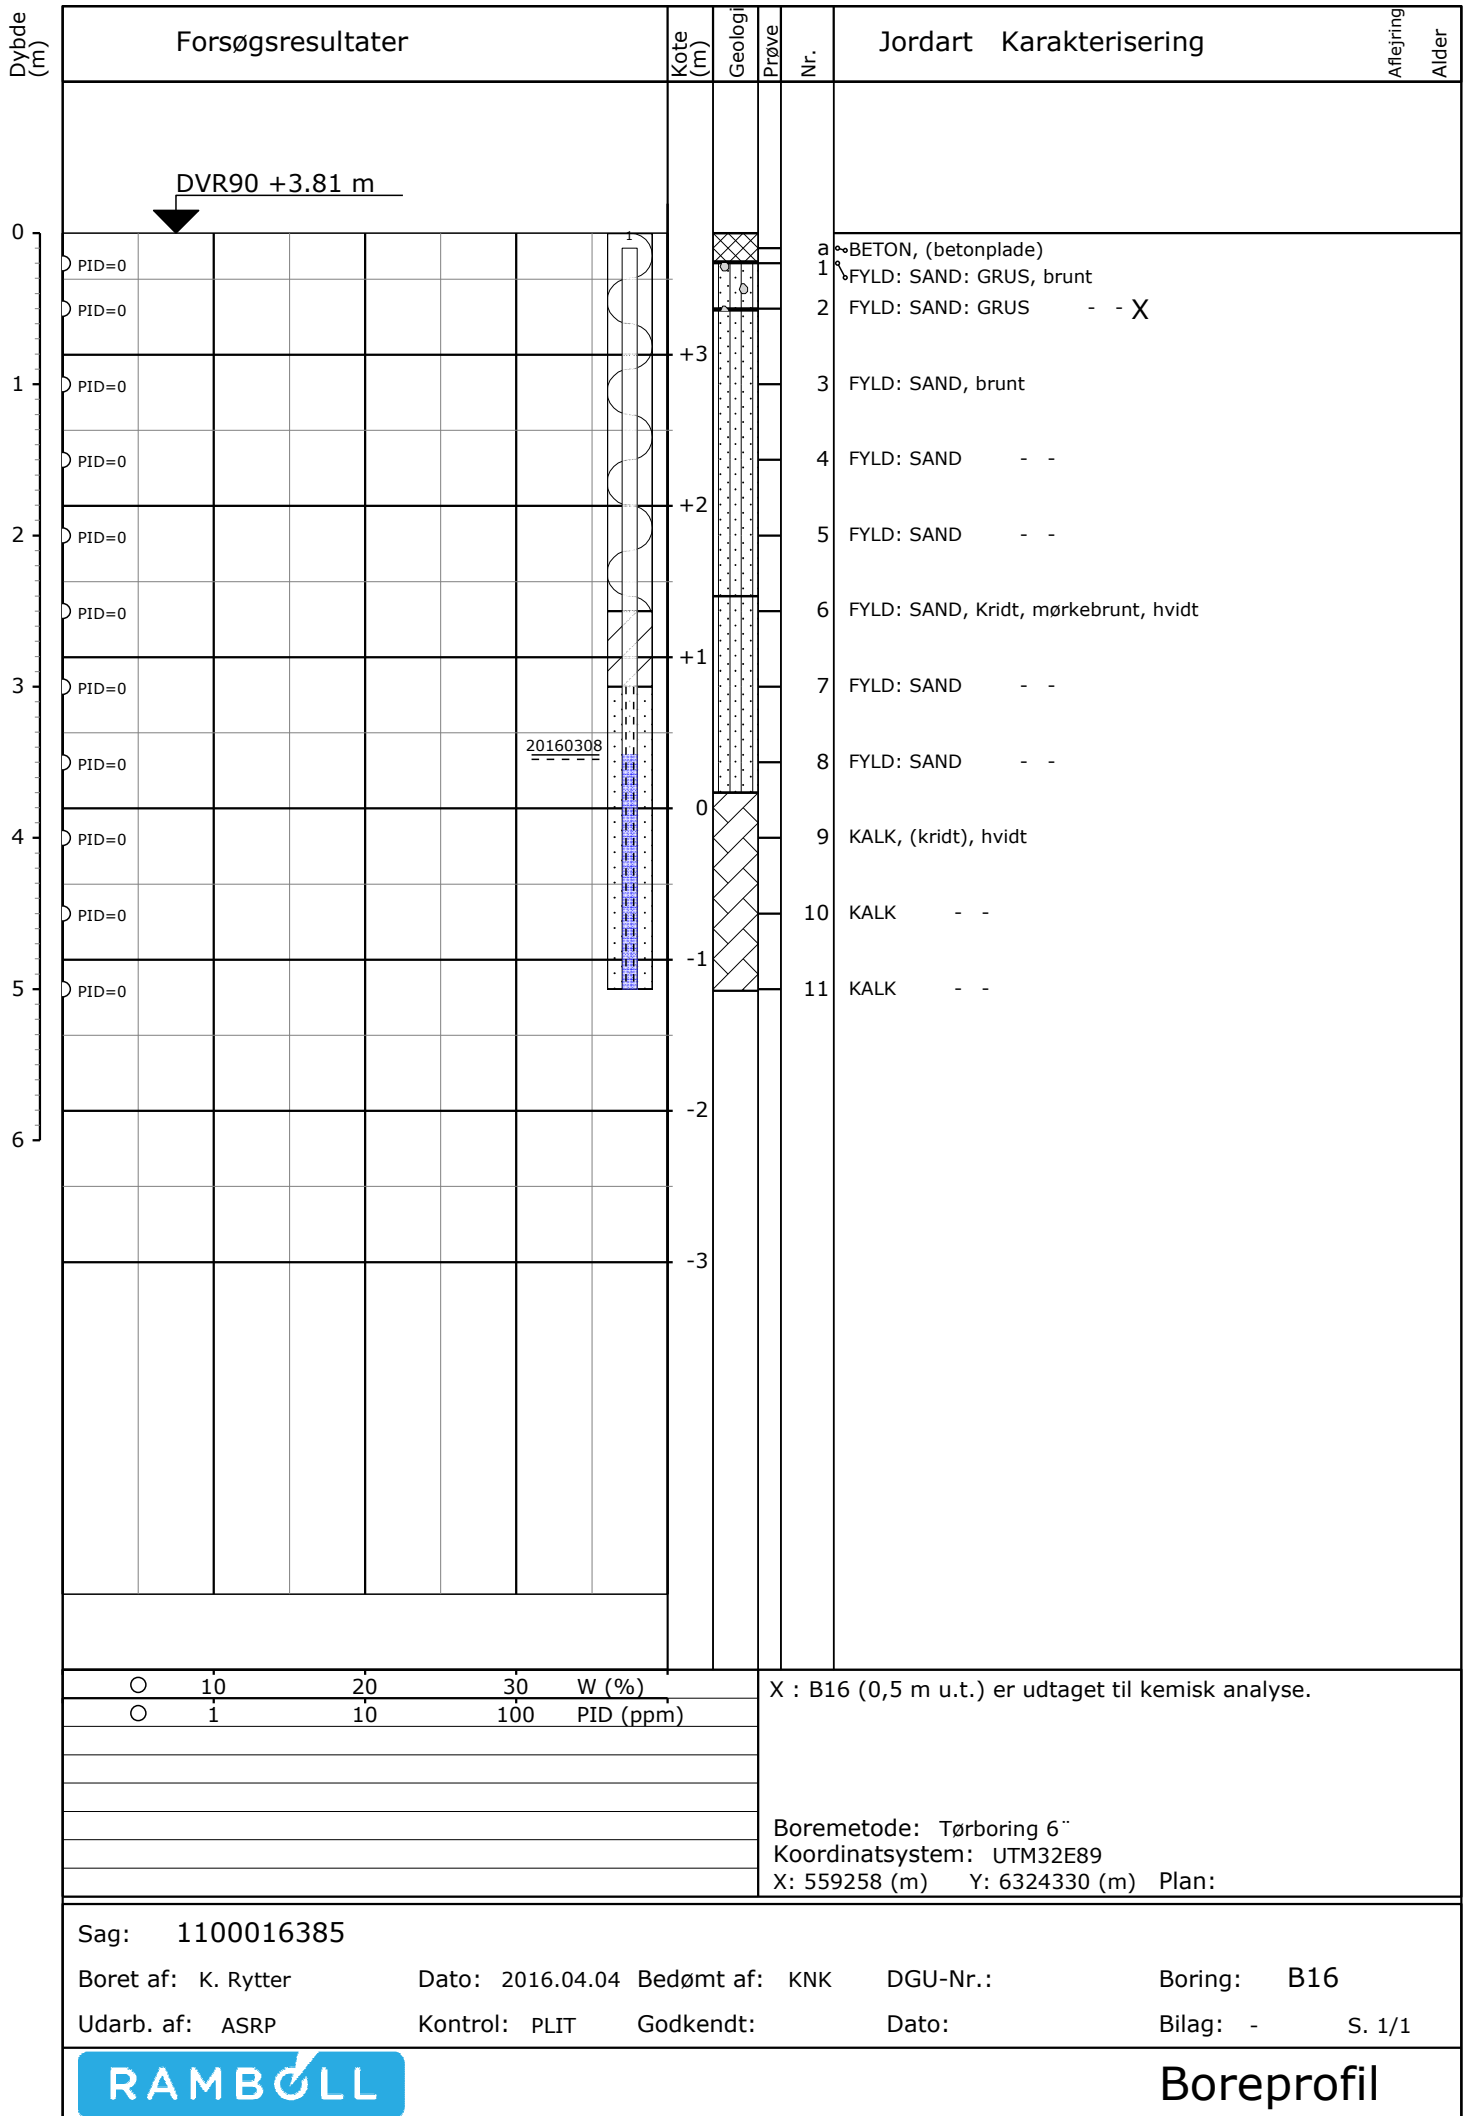 Dybde (m)
Forsøgsresultater
Kote (m)
Geologi
Prøve
Nr.
Jordart Karakterisering
Aflejring
Alder
DVR90 +3.81 m
0
1
a BETON, (betonplade)
PID=0
1 FYLD: SAND: GRUS, brunt
PID=0
2 FYLD: SAND: GRUS - - X
+3
1
PID=0
3 FYLD: SAND, brunt
PID=0
4 FYLD: SAND - -
+2
2
PID=0
5 FYLD: SAND - -
PID=0
6 FYLD: SAND, Kridt, mørkebrunt, hvidt
+1
3
PID=0
7 FYLD: SAND - -
20160308
PID=0
8 FYLD: SAND - -
0
4
PID=0
9 KALK, (kridt), hvidt
PID=0
10 KALK - -
-1
5
PID=0
11 KALK - -
-2
6
-3
10 20 30 W (%)
1 10 100 PID (ppm)
X : B16 (0,5 m u.t.) er udtaget til kemisk analyse.
Boremetode: Tørboring 6¨
Koordinatsystem: UTM32E89
X: 559258 (m) Y: 6324330 (m) Plan:
Sag: 1100016385
Boret af: K. Rytter Dato: 2016.04.04 Bedømt af: KNK DGU-Nr.: Boring: B16
Udarb. af: ASRP Kontrol: PLIT Godkendt: Dato: Bilag: - S. 1/1
RAMBØLL
Boreprofil